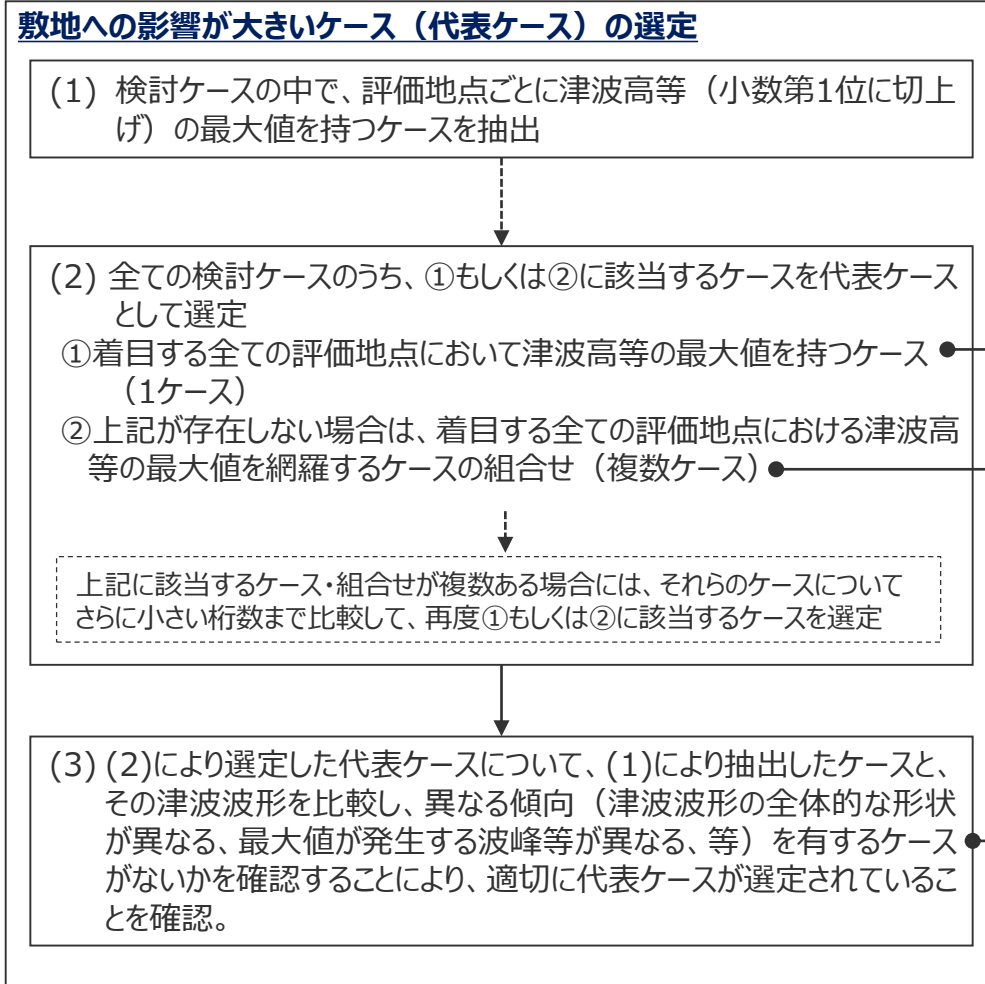 敷地への影響が大きいケース（代表ケース）の選定
(1) 検討ケースの中で、評価地点ごとに津波高等（小数第1位に切上
げ）の最大値を持つケースを抽出
(2) 全ての検討ケースのうち、①もしくは②に該当するケースを代表ケース
として選定
①着目する全ての評価地点において津波高等の最大値を持つケース
（1ケース）
②上記が存在しない場合は、着目する全ての評価地点における津波高
等の最大値を網羅するケースの組合せ（複数ケース）
上記に該当するケース・組合せが複数ある場合には、それらのケースについて
さらに小さい桁数まで比較して、再度①もしくは②に該当するケースを選定
(3) (2)により選定した代表ケースについて、(1)により抽出したケースと、
その津波波形を比較し、異なる傾向（津波波形の全体的な形状
が異なる、最大値が発生する波峰等が異なる、等）を有するケース
がないかを確認することにより、適切に代表ケースが選定されているこ
とを確認。